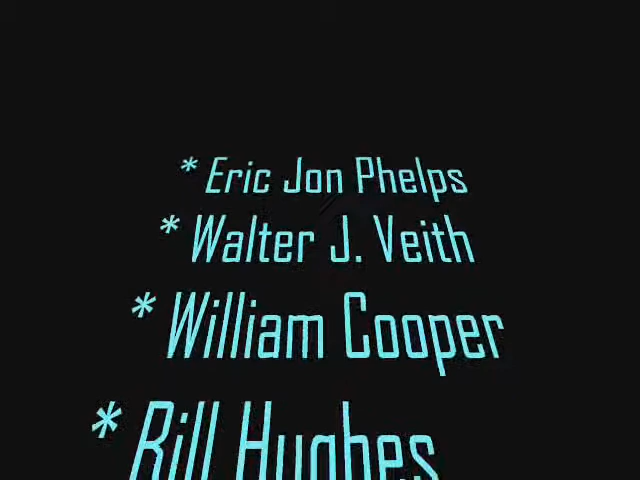 * Eric Jon Phelps
* Walter J. Veith
* William Cooper
* Bill Hughes